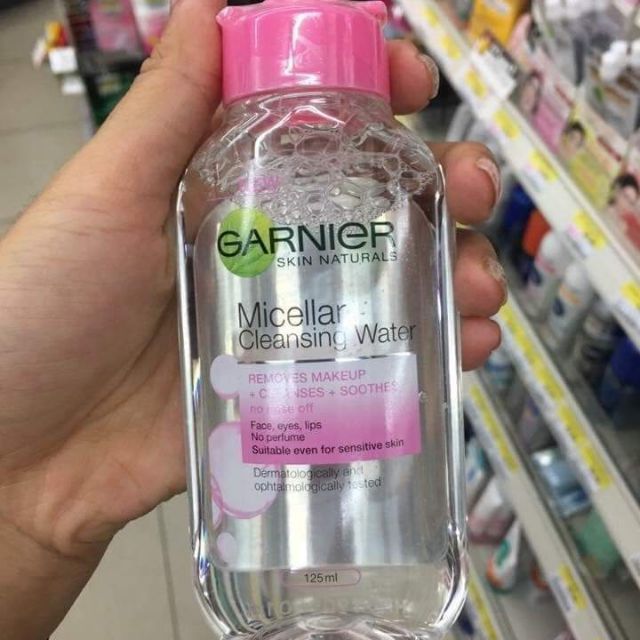 GARNIER
SKIN NATURALS
Micellar
Cleansing Water
REMOVES MAKEUP
+ CLEANSES + SOOTHES
no rinse off
Face, eyes, lips
No perfume
Suitable even for sensitive skin
Dermatologically and
ophtalmologically tested
125ml